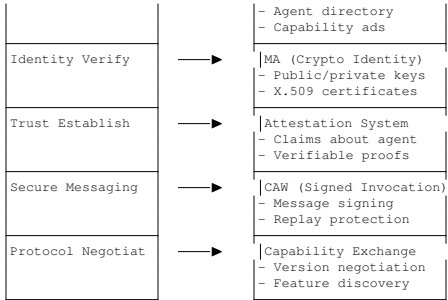 - Agent directory
- Capability ads
Identity Verify
MA (Crypto Identity)
- Public/private keys
- X.509 certificates
Trust Establish
Attestation System
- Claims about agent
- Verifiable proofs
Secure Messaging
CAW (Signed Invocation)
- Message signing
- Replay protection
Protocol Negotiat
Capability Exchange
- Version negotiation
- Feature discovery